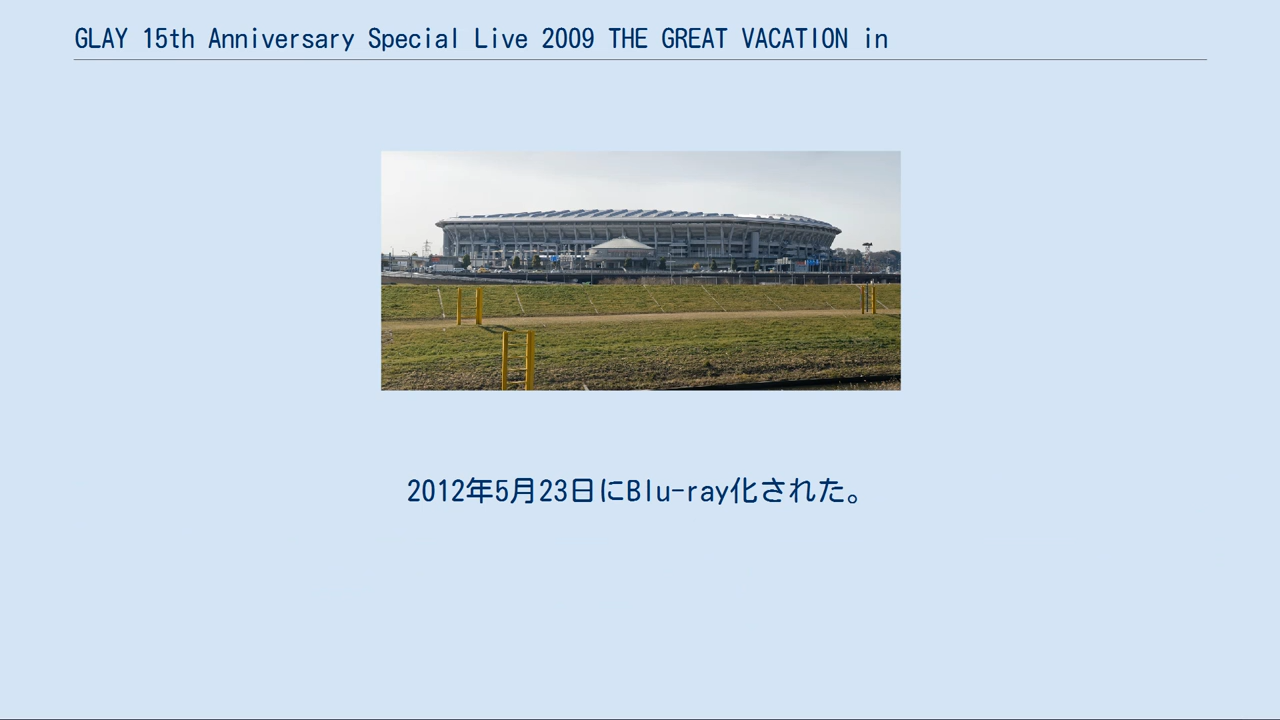 GLAY 15th Anniversary Special Live 2009 THE GREAT VACATION in
2012年5月23日にBlu-ray化された。